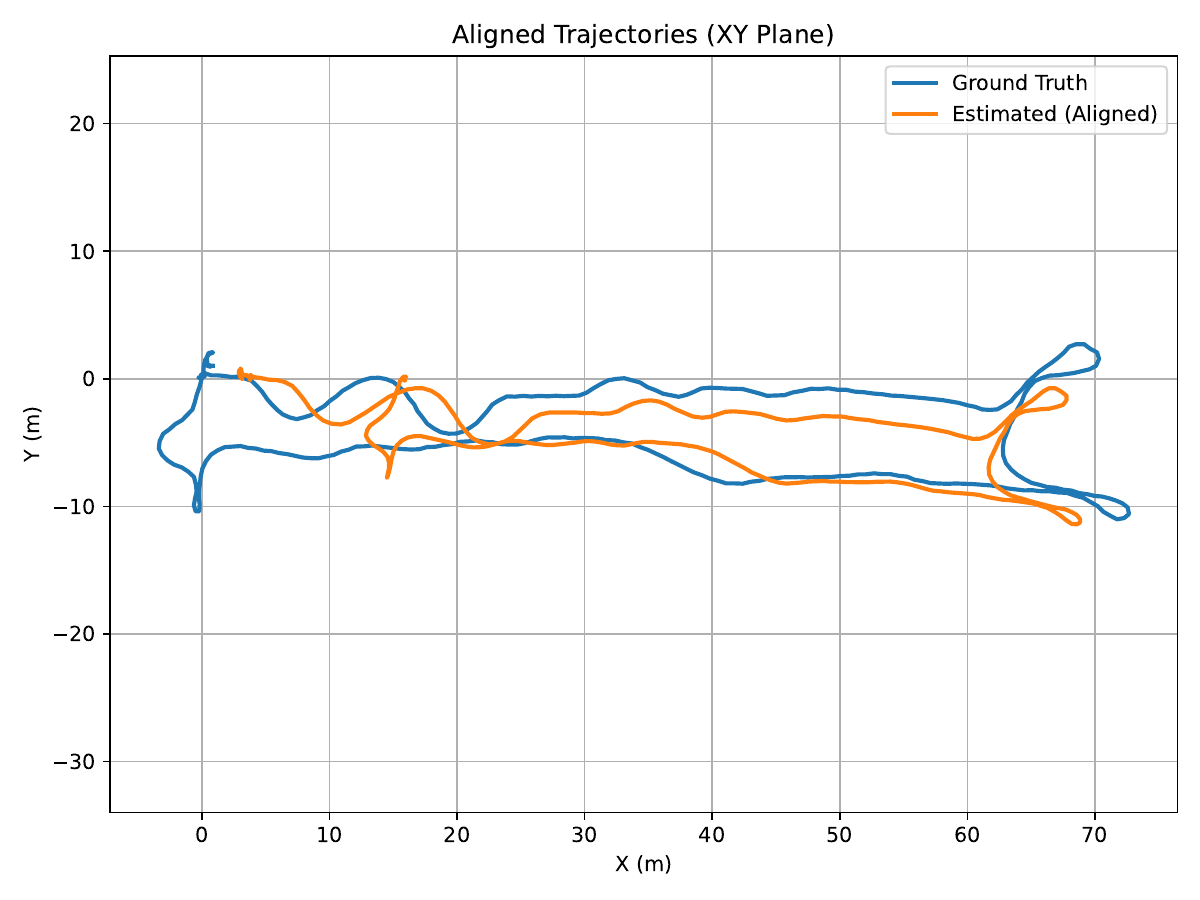 Aligned Trajectories (XY Plane)
Ground Truth
Estimated (Aligned)
20
10
0
−10
−20
−30
Y (m)
0 10 20 30 40 50 60 70
X (m)